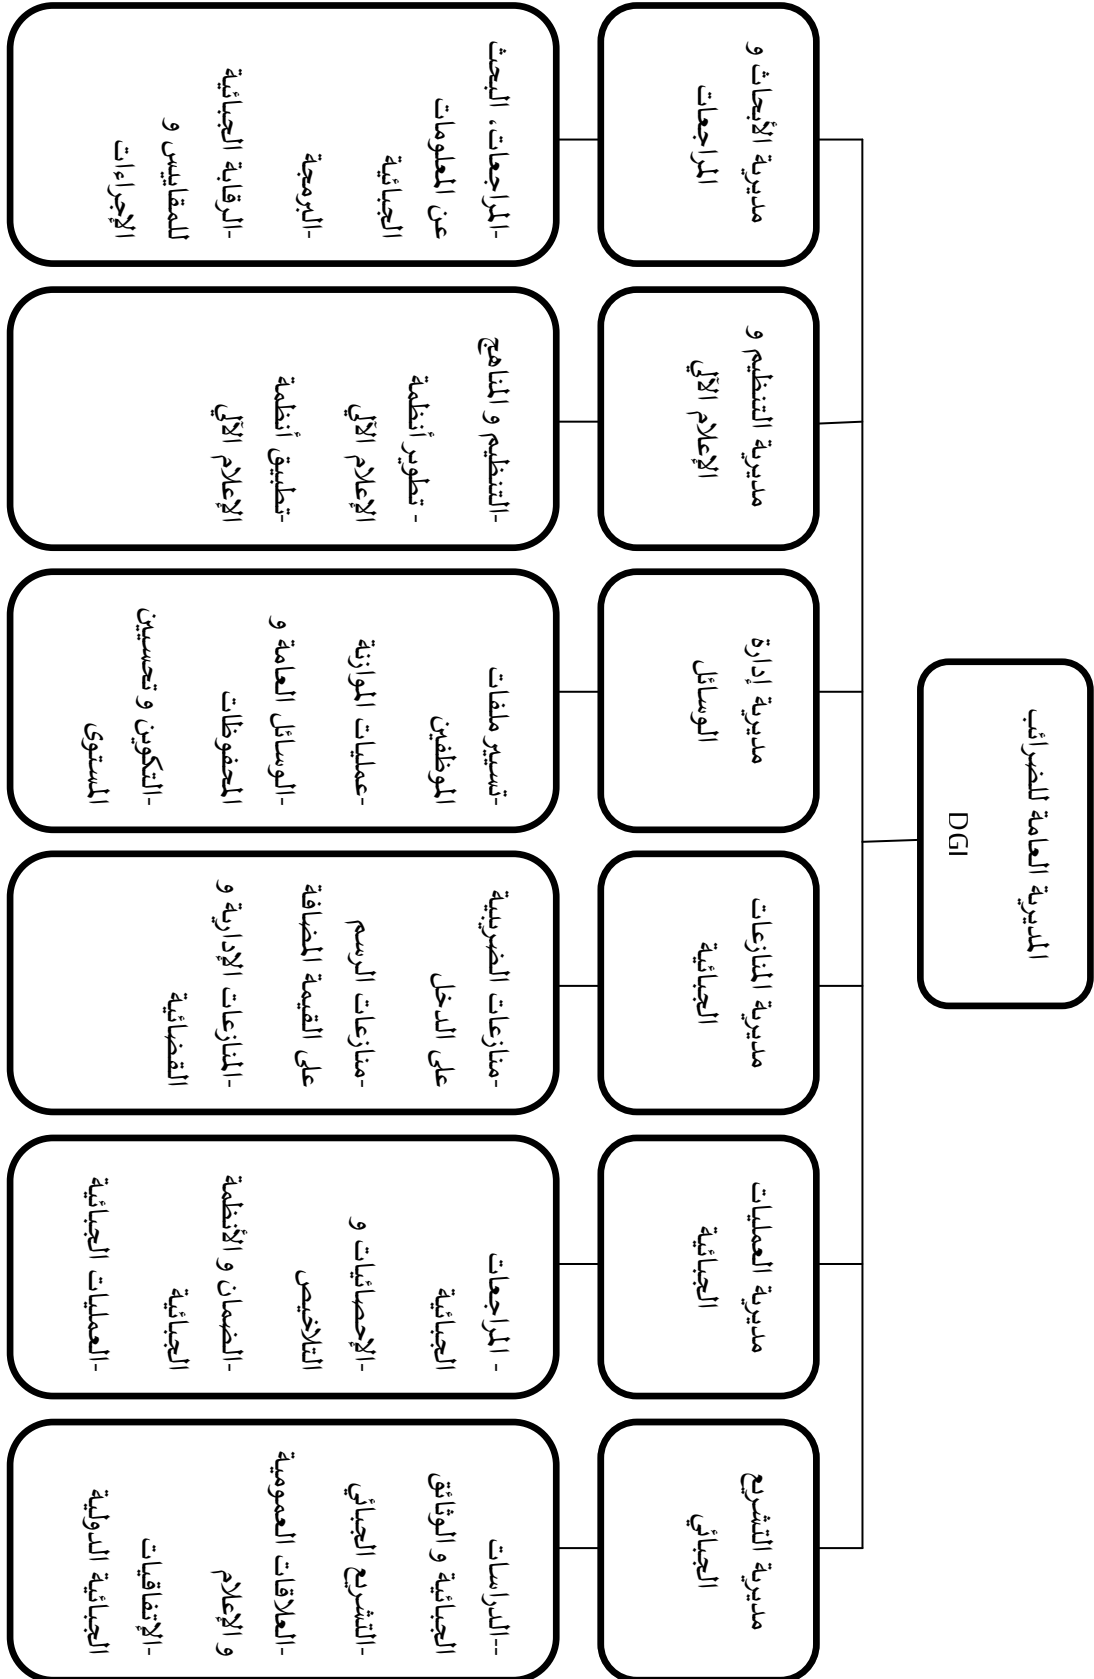 المديرية العامة للضرائب
DGI
مديرية التشريع
الجبائي
مديرية العمليات
الجبائية
مديرية المنازعات
الجبائية
مديرية إدارة
الوسائل
مديرية التنظيم و
الإعلام الآلي
مديرية الأبحاث و
المراجعات
--الدراسات
الجبائية و الوثائق
-التشريع الجبائي
-العلاقات العمومية
و الإعلام
-الإتفاقيات
الجبائية الدولية
- المراجعات
الجبائية
-الإحصائيات و
التلاخيص
-الضمان و الأنظمة
الجبائية
-العمليات الجبائية
-منازعات الضريبية
على الدخل
-منازعات الرسم
على القيمة المضافة
-المنازعات الإدارية و
القضائية
-تسيير ملفات
الموظفين
-عمليات الموازنة
-الوسائل العامة و
المحفوظات
-التكوين و تحسين
المستوى
-التنظيم و المناهج
- تطوير أنظمة
الإعلام الآلي
-تطبيق أنظمة
الإعلام الآلي
-المراجعات، البحث
عن المعلومات
الجبائية
-البرمجة
-الرقابة الجبائية
للمقاييس و
الإجراءات